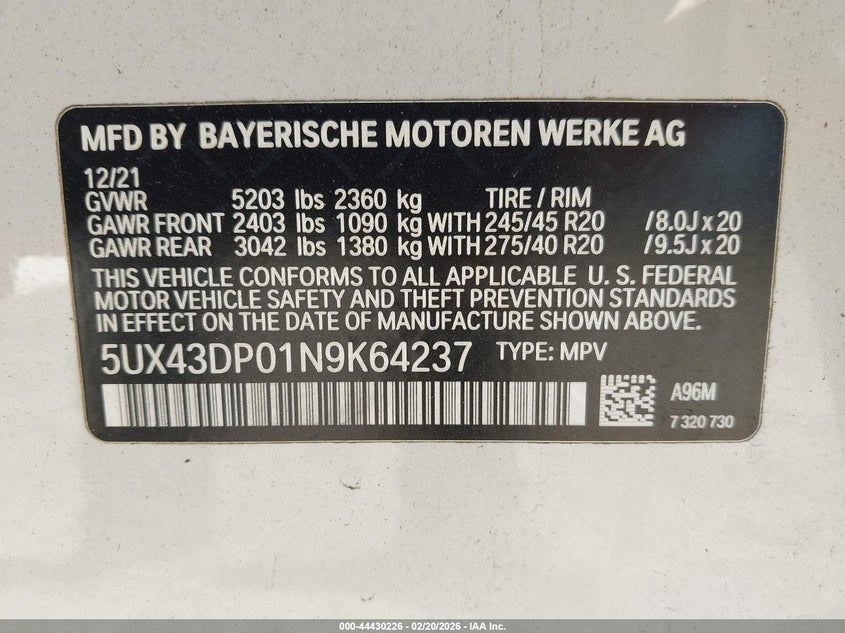 MFD BY BAYERISCHE MOTOREN WERKE AG
12/21
GVWR 5203 lbs 2360 kg TIRE / RIM
GAWR FRONT 2403 lbs 1090 kg WITH 245/45 R20 /8.0J x 20
GAWR REAR 3042 lbs 1380 kg WITH 275/40 R20 /9.5J x 20
THIS VEHICLE CONFORMS TO ALL APPLICABLE U. S. FEDERAL
MOTOR VEHICLE SAFETY AND THEFT PREVENTION STANDARDS
IN EFFECT ON THE DATE OF MANUFACTURE SHOWN ABOVE.
5UX43DP01N9K64237 TYPE: MPV
A96M
7 320 730
000-44430226 - 02/20/2026 - IAA Inc.